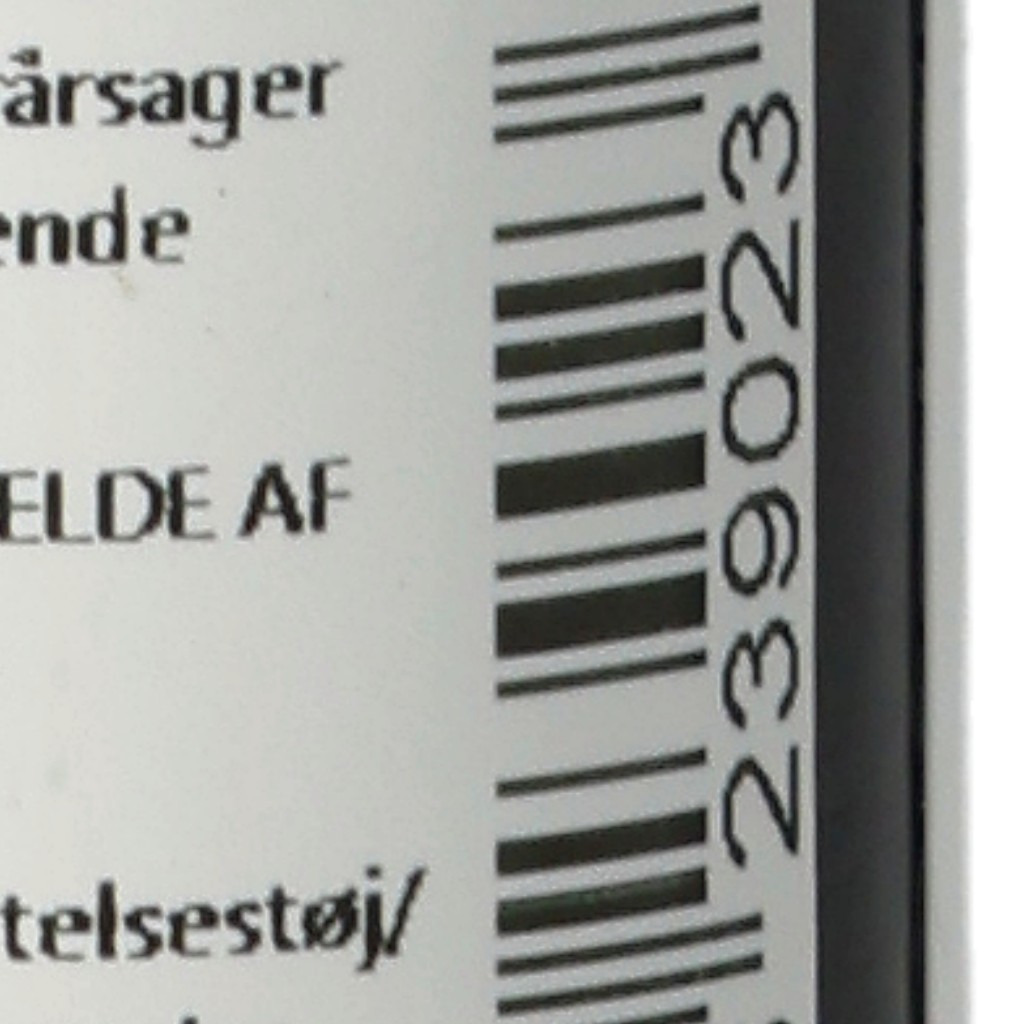 årsager
ende
ELDE AF
telsestøj/
239023